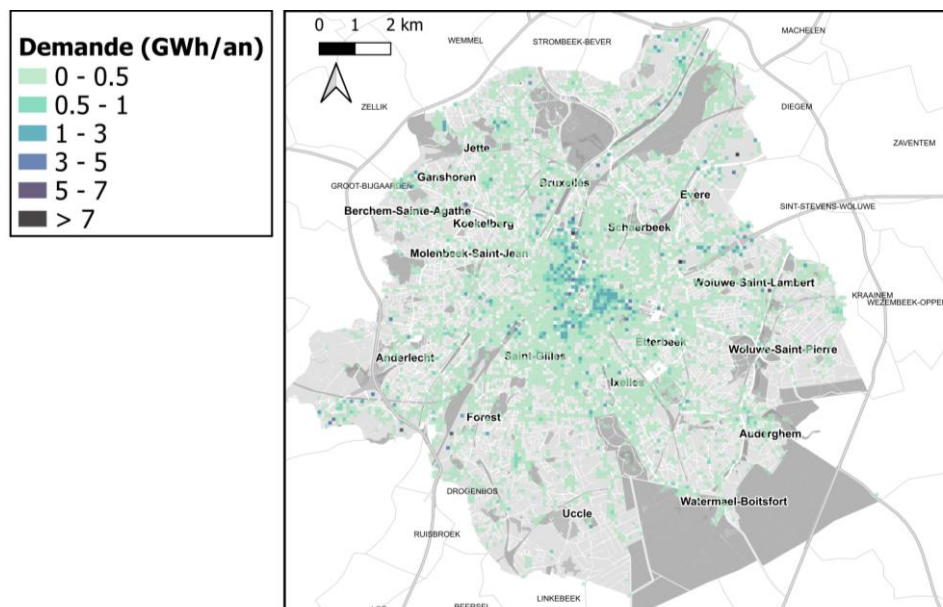 Demande (GWh/an)
0 - 0.5
0.5 - 1
1 - 3
3 - 5
5 - 7
> 7
0 1 2 km
MACHELEN
WEMMEL
STROMBEEK-BEVER
ZELLIK
DIEGEM
ZAVENTEM
Jette
Ganshoren
Bruxelles
GROOT-BIJGAARDEN
Evere
SINT-STEVENS-WOLUWE
Berchem-Sainte-Agathe
Koekelberg
Schaerbeek
Molenbeek-Saint-Jean
Woluwe-Saint-Lambert
KRAAINEM
WEZEMBEEK-OPPEM
Etterbeek
Woluwe-Saint-Pierre
Anderlecht
Saint-Gilles
Ixelles
Forest
Auderghem
DROGENBOS
Watermael-Boitsfort
Uccle
RUISBROEK
LINKEBEEK
BEERSEL